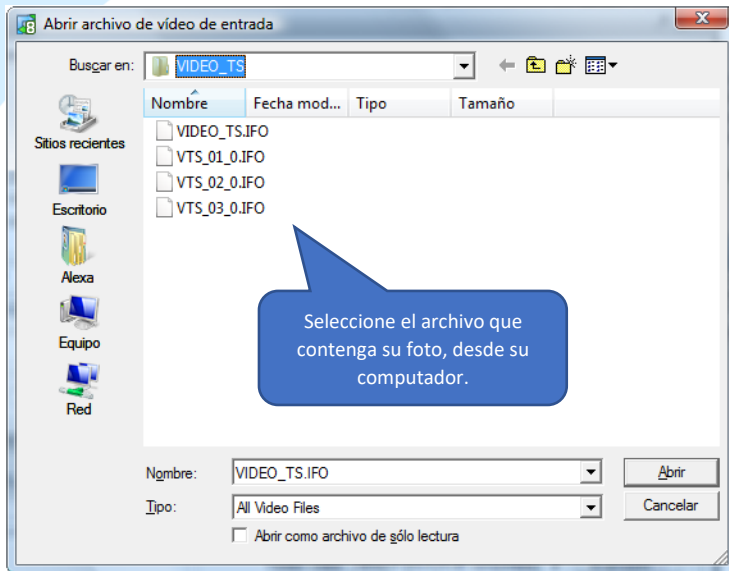 Abrir archivo de vídeo de entrada
Buscar en: VIDEO_TS
Nombre Fecha mod... Tipo Tamaño
VIDEO_TS.IFO
VTS_01_0.IFO
VTS_02_0.IFO
VTS_03_0.IFO
Sitios recientes
Escritorio
Alexa
Equipo
Red
Seleccione el archivo que
contenga su foto, desde su
computador.
Nombre: VIDEO_TS.IFO Abrir
Tipo: All Video Files Cancelar
Abrir como archivo de sólo lectura